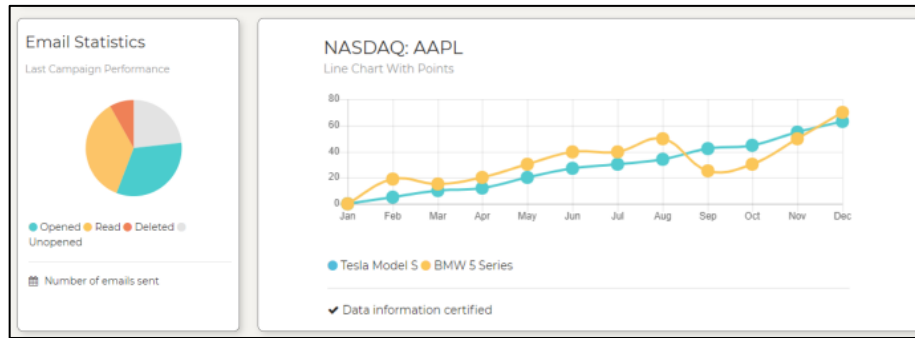 Email Statistics
Last Campaign Performance
Opened Read Deleted
Unopened
Number of emails sent
NASDAQ: AAPL
Line Chart With Points
80
60
40
20
0
Jan Feb Mar Apr May Jun Jul Aug Sep Oct Nov Dec
Tesla Model S BMW 5 Series
Data information certified